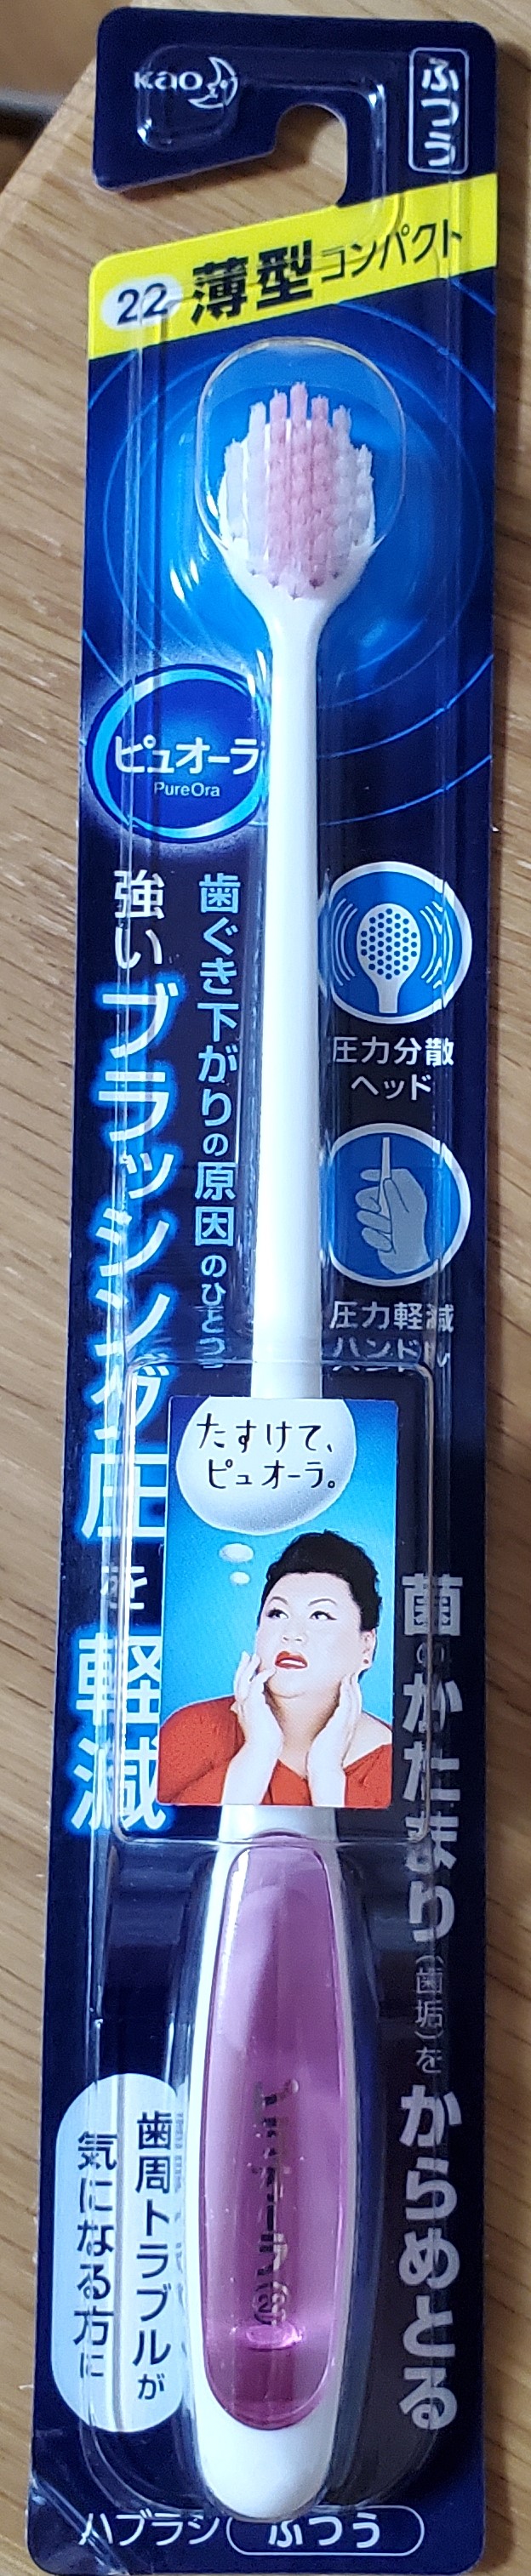 Kao
ふつう
22 薄型コンパクト
ピュオーラ
PureOra
歯ぐき下がりの原因のひとつ
強いブラッシング圧を軽減
圧力分散
ヘッド
圧力軽減
ハンドル
たすけて、
ピュオーラ。
菌のかたまり(歯垢)をからめとる
歯周トラブルが
気になる方に
ハブラシ ふつう